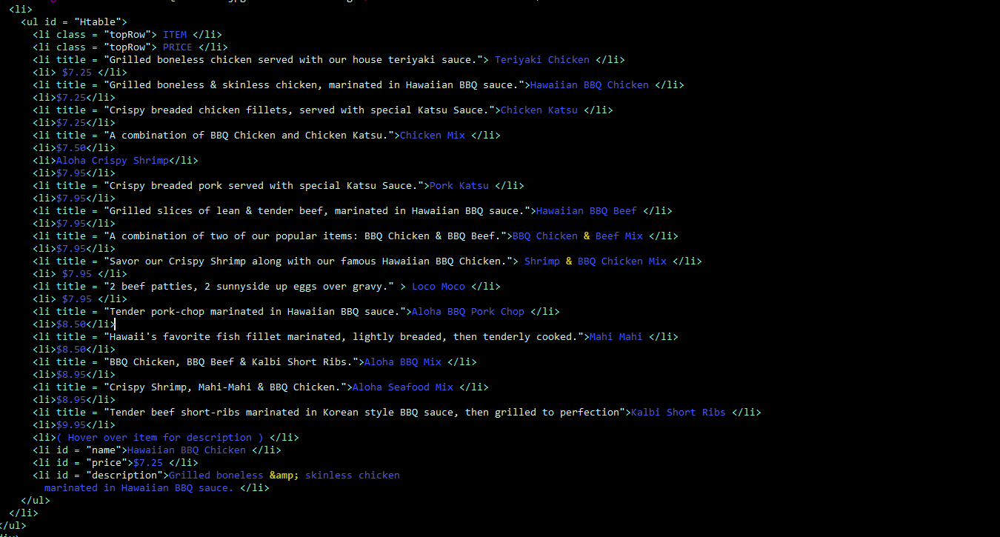 <li>
<ul id = "Htable">
<li class = "topRow"> ITEM </li>
<li class = "topRow"> PRICE </li>
<li title = "Grilled boneless chicken served with our house teriyaki sauce."> Teriyaki Chicken </li>
<li> $7.25 </li>
<li title = "Grilled boneless & skinless chicken, marinated in Hawaiian BBQ sauce.">Hawaiian BBQ Chicken </li>
<li>$7.25</li>
<li title = "Crispy breaded chicken fillets, served with special Katsu Sauce.">Chicken Katsu </li>
<li>$7.25</li>
<li title = "A combination of BBQ Chicken and Chicken Katsu.">Chicken Mix </li>
<li>$7.50</li>
<li>Aloha Crispy Shrimp</li>
<li>$7.95</li>
<li title = "Crispy breaded pork served with special Katsu Sauce.">Pork Katsu </li>
<li>$7.95</li>
<li title = "Grilled slices of lean & tender beef, marinated in Hawaiian BBQ sauce.">Hawaiian BBQ Beef </li>
<li>$7.95</li>
<li title = "A combination of two of our popular items: BBQ Chicken & BBQ Beef.">BBQ Chicken & Beef Mix </li>
<li>$7.95</li>
<li title = "Savor our Crispy Shrimp along with our famous Hawaiian BBQ Chicken."> Shrimp & BBQ Chicken Mix </li>
<li> $7.95 </li>
<li title = "2 beef patties, 2 sunnyside up eggs over gravy." > Loco Moco </li>
<li> $7.95 </li>
<li title = "Tender pork-chop marinated in Hawaiian BBQ sauce.">Aloha BBQ Pork Chop </li>
<li>$8.50</li>
<li title = "Hawaii's favorite fish fillet marinated, lightly breaded, then tenderly cooked.">Mahi Mahi </li>
<li>$8.50</li>
<li title = "BBQ Chicken, BBQ Beef & Kalbi Short Ribs.">Aloha BBQ Mix </li>
<li>$8.95</li>
<li title = "Crispy Shrimp, Mahi-Mahi & BBQ Chicken.">Aloha Seafood Mix </li>
<li>$8.95</li>
<li title = "Tender beef short-ribs marinated in Korean style BBQ sauce, then grilled to perfection">Kalbi Short Ribs </li>
<li>$9.95</li>
<li>( Hover over item for description ) </li>
<li id = "name">Hawaiian BBQ Chicken </li>
<li id = "price">$7.25 </li>
<li id = "description">Grilled boneless &amp; skinless chicken
marinated in Hawaiian BBQ sauce. </li>
</ul>
</li>
</ul>